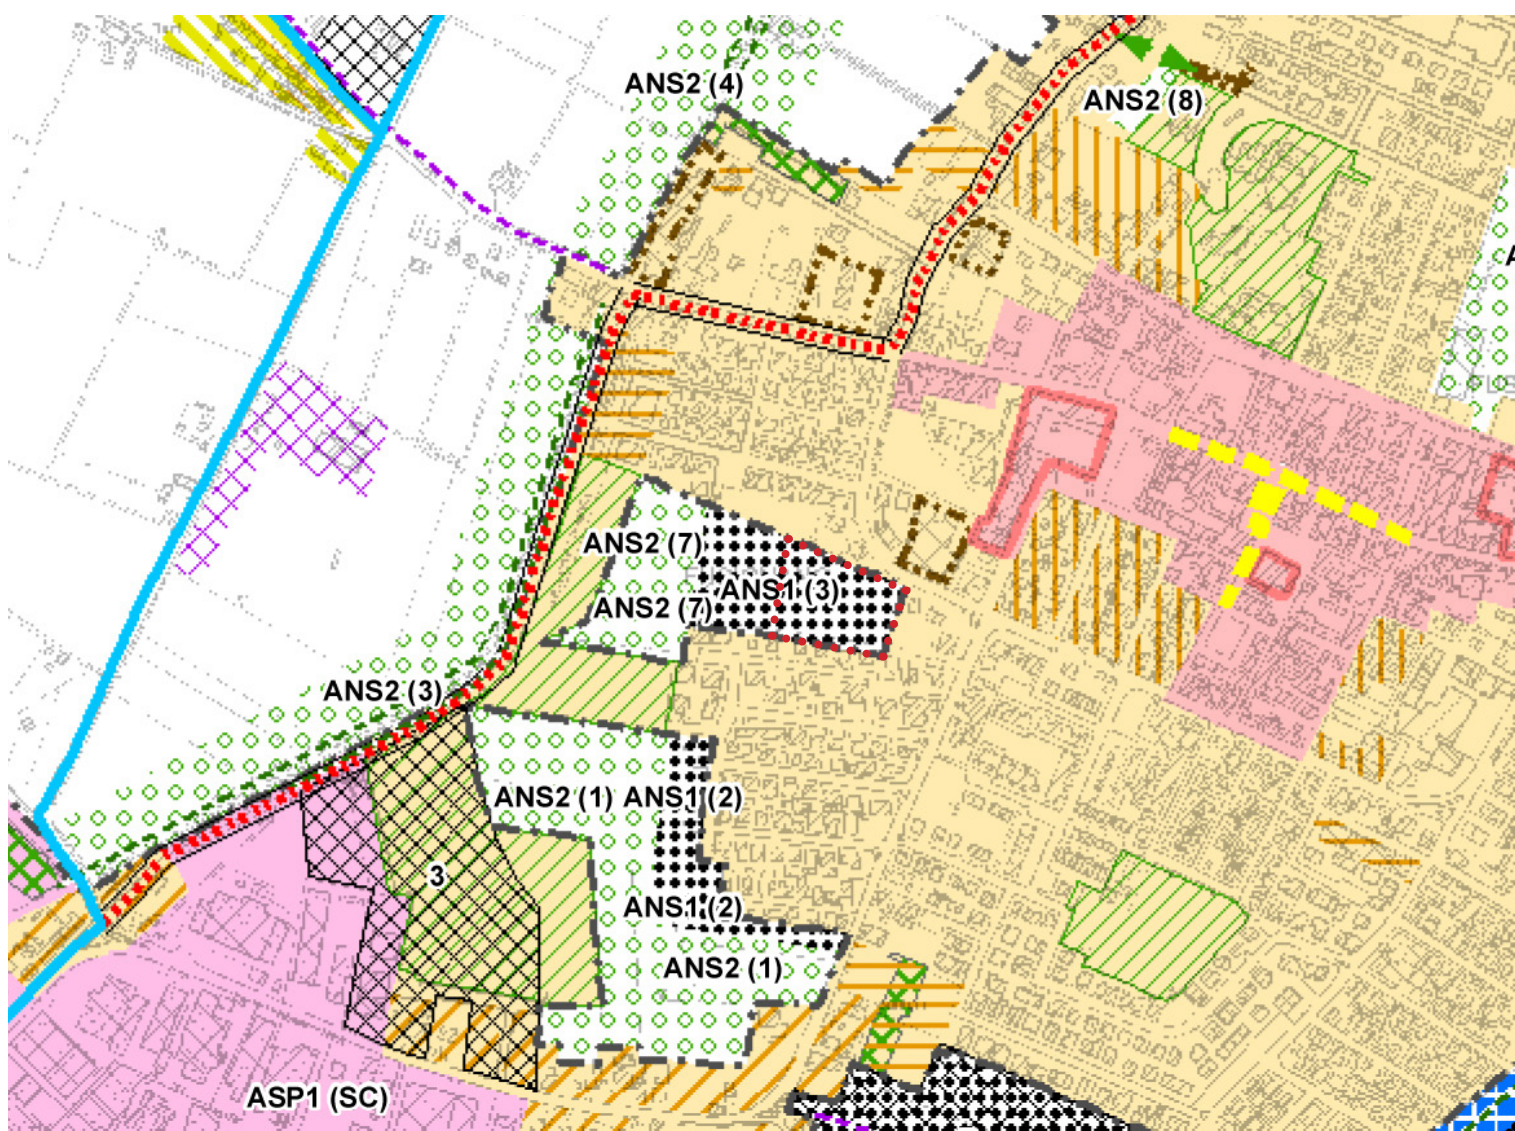 ANS2 (4)
ANS2 (8)
ANS2 (7)
ANS1 (3)
ANS2 (7)
ANS2 (3)
ANS2 (1)
ANS1 (2)
3
ANS1 (2)
ANS2 (1)
ASP1 (SC)